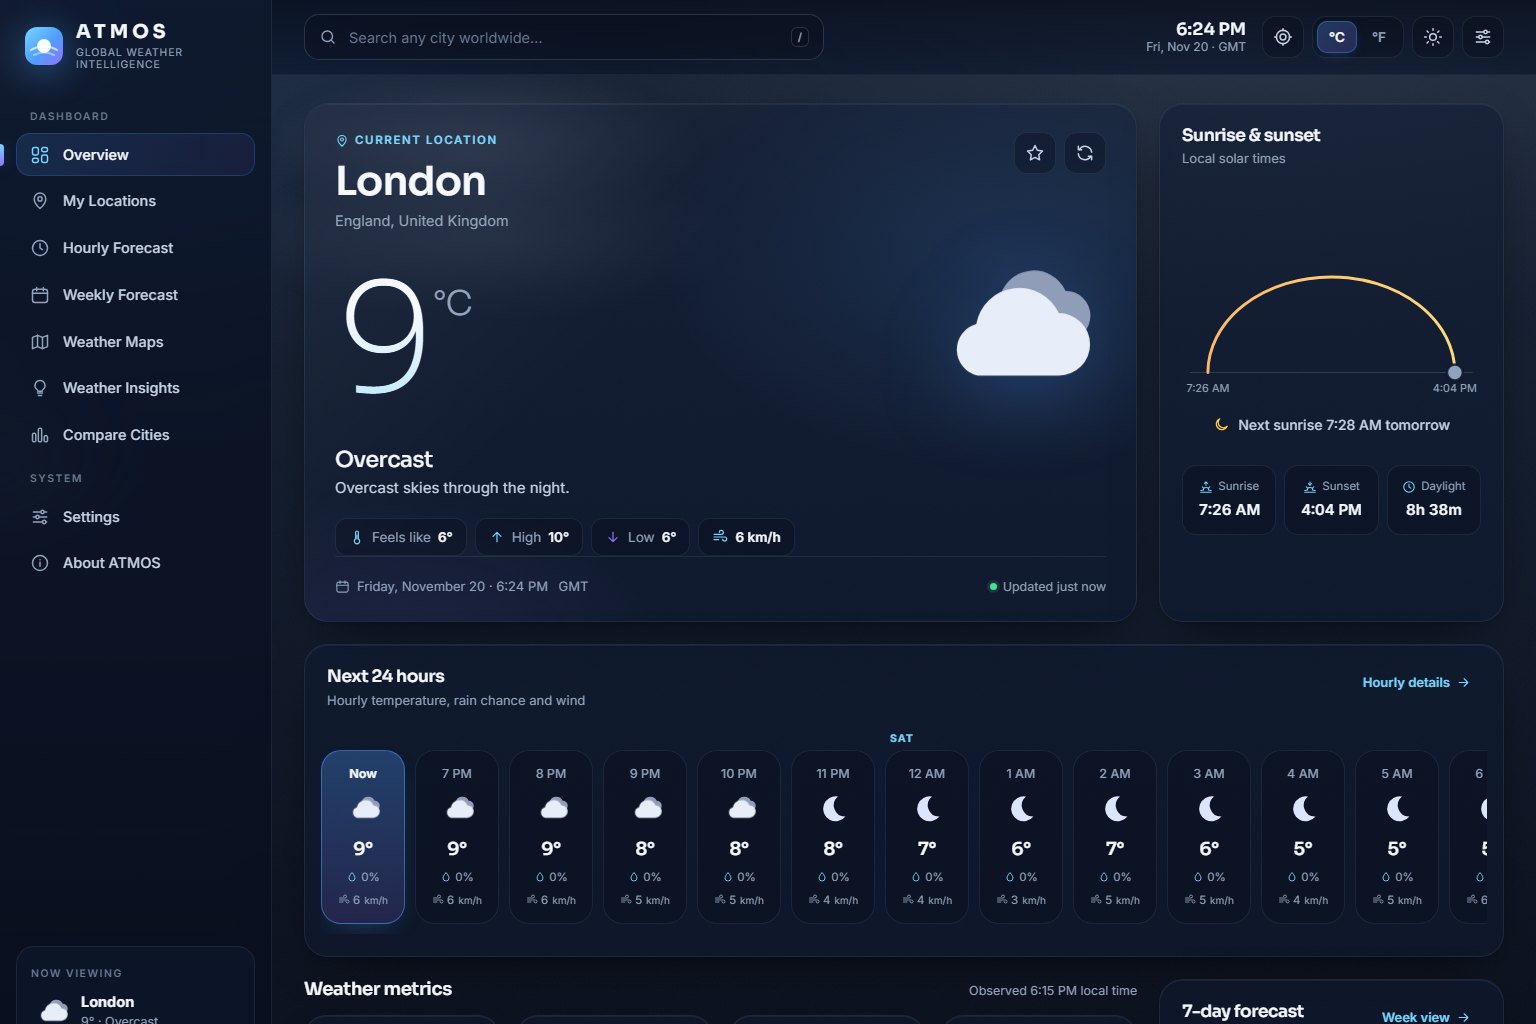 ATMOS
GLOBAL WEATHER
INTELLIGENCE
DASHBOARD
Overview
My Locations
Hourly Forecast
Weekly Forecast
Weather Maps
Weather Insights
Compare Cities
SYSTEM
Settings
About ATMOS
NOW VIEWING
London
9° · Overcast
Search any city worldwide...
/
6:24 PM
Fri, Nov 20 · GMT
°C °F
CURRENT LOCATION
London
England, United Kingdom
9 °C
Overcast
Overcast skies through the night.
Feels like 6° High 10° Low 6° 6 km/h
Friday, November 20 · 6:24 PM GMT
Updated just now
Sunrise & sunset
Local solar times
7:26 AM 4:04 PM
Next sunrise 7:28 AM tomorrow
Sunrise Sunset Daylight
7:26 AM 4:04 PM 8h 38m
Next 24 hours
Hourly temperature, rain chance and wind
Hourly details →
SAT
Now 7 PM 8 PM 9 PM 10 PM 11 PM 12 AM 1 AM 2 AM 3 AM 4 AM 5 AM 6
9° 9° 9° 8° 8° 8° 7° 6° 7° 6° 5° 5°
0% 0% 0% 0% 0% 0% 0% 0% 0% 0% 0% 0%
6 km/h 6 km/h 6 km/h 5 km/h 5 km/h 4 km/h 4 km/h 3 km/h 5 km/h 5 km/h 4 km/h 5 km/h 6
Weather metrics
Observed 6:15 PM local time
7-day forecast
Week view →